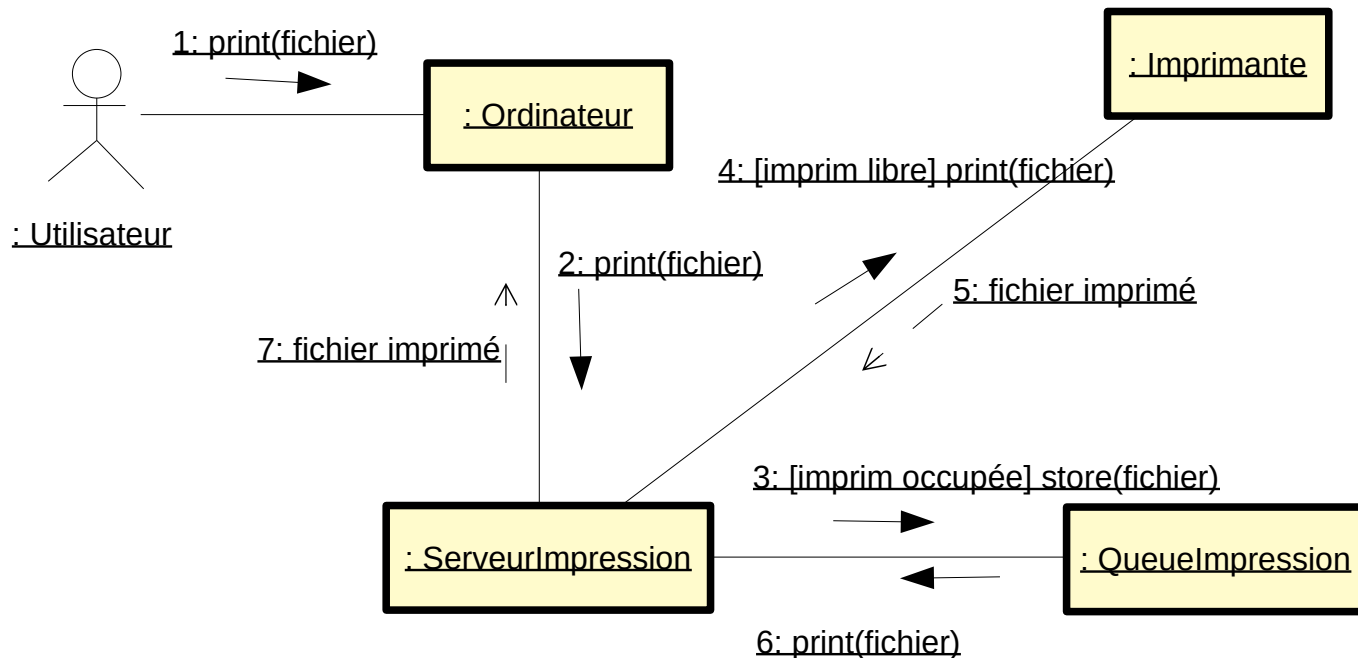 1: print(fichier)
: Imprimante
: Ordinateur
4: [imprim libre] print(fichier)
: Utilisateur
2: print(fichier)
5: fichier imprimé
7: fichier imprimé
3: [imprim occupée] store(fichier)
: ServeurImpression
: QueueImpression
6: print(fichier)